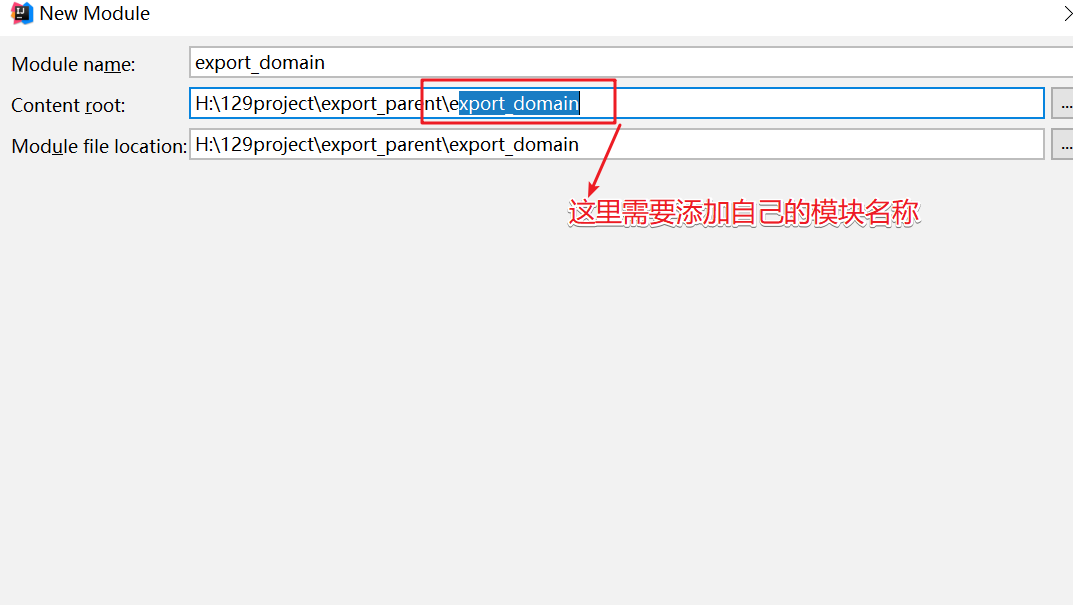 New Module
Module name:
export_domain
Content root:
H:\129project\export_parent\export_domain
...
Module file location:
H:\129project\export_parent\export_domain
...
这里需要添加自己的模块名称